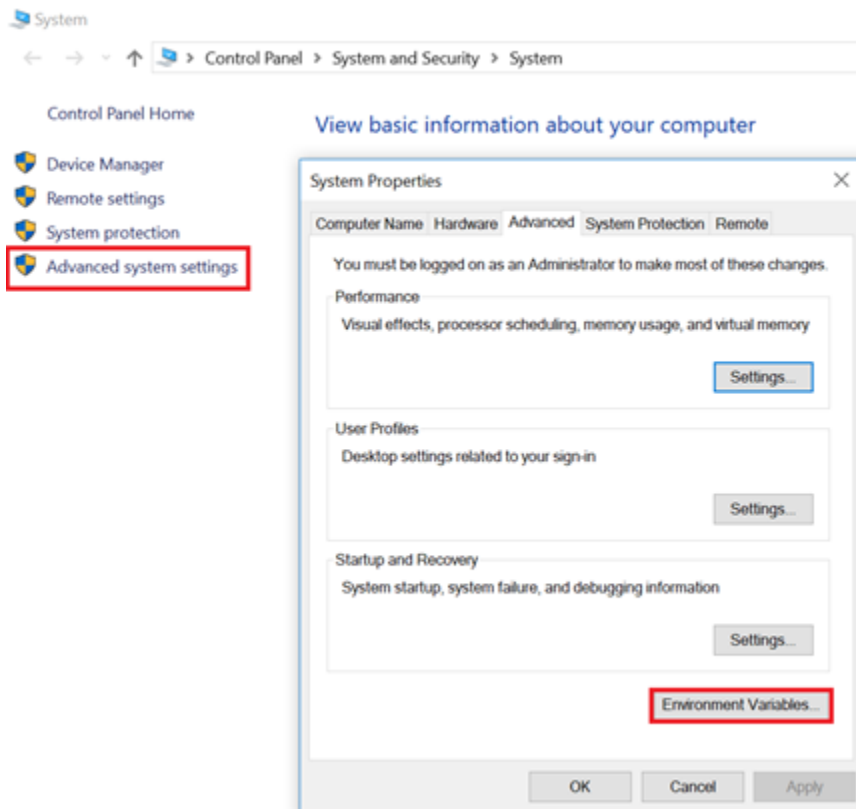 System
Control Panel > System and Security > System
Control Panel Home
Device Manager
Remote settings
System protection
Advanced system settings
View basic information about your computer
System Properties
Computer Name Hardware Advanced System Protection Remote
You must be logged on as an Administrator to make most of these changes.
Performance
Visual effects, processor scheduling, memory usage, and virtual memory
Settings...
User Profiles
Desktop settings related to your sign-in
Settings...
Startup and Recovery
System startup, system failure, and debugging information
Settings...
Environment Variables...
OK Cancel Apply